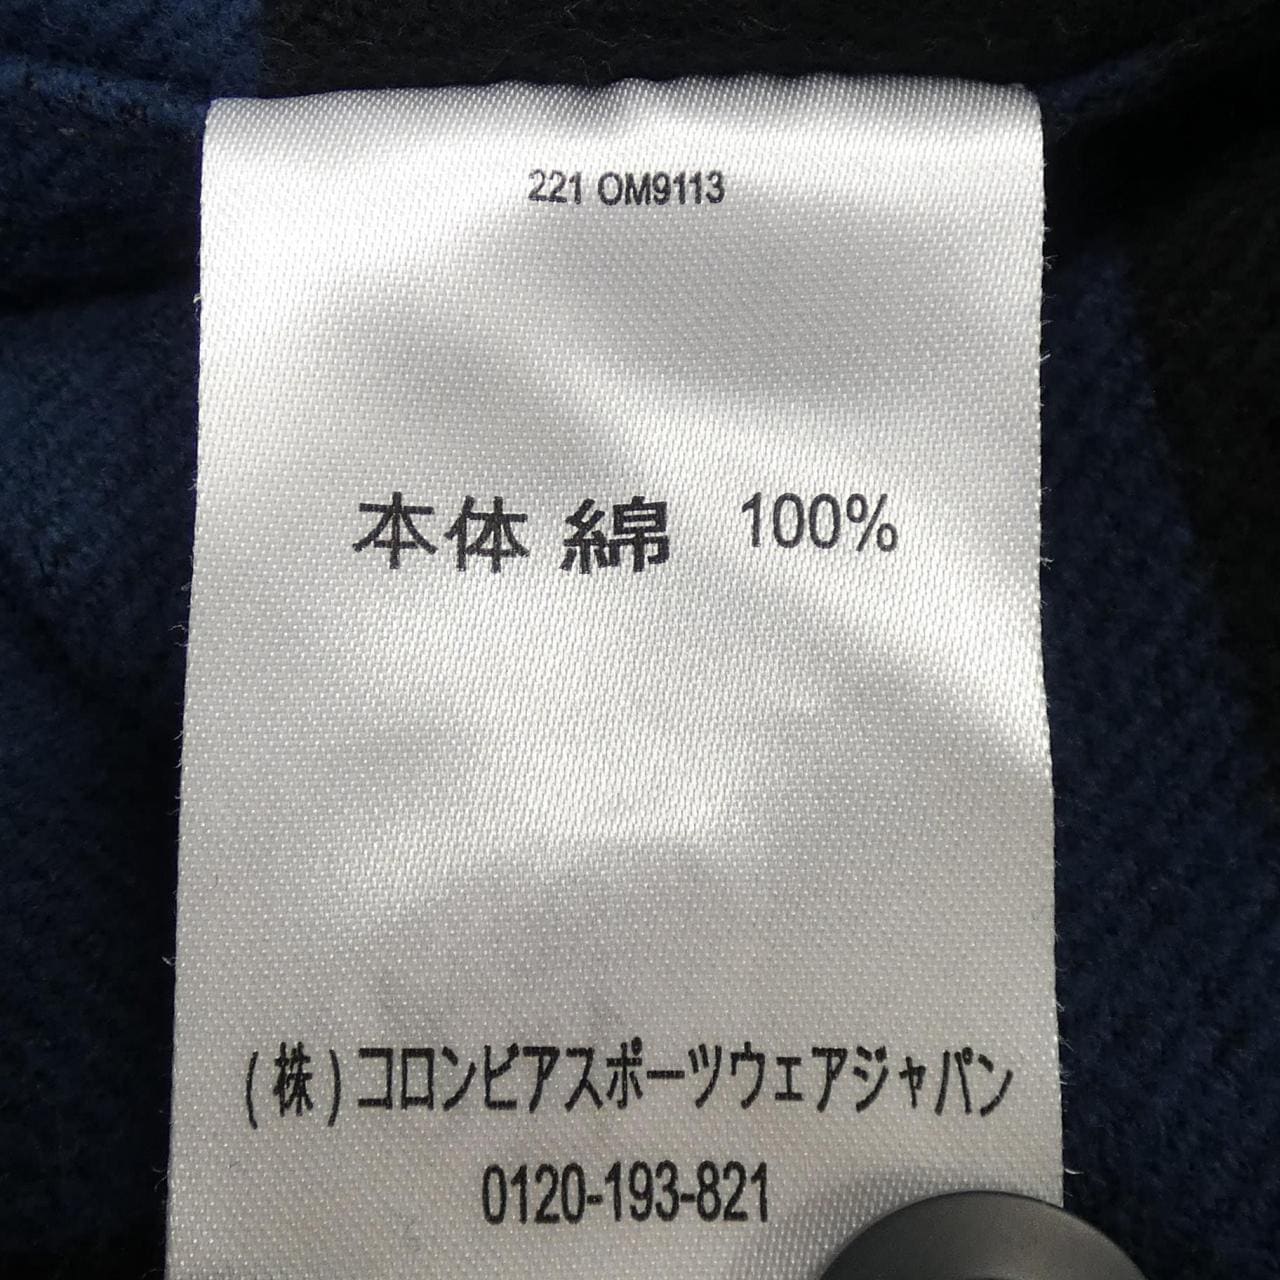 221 OM9113
本体 綿 100%
(株)コロンビアスポーツウェアジャパン
0120-193-821